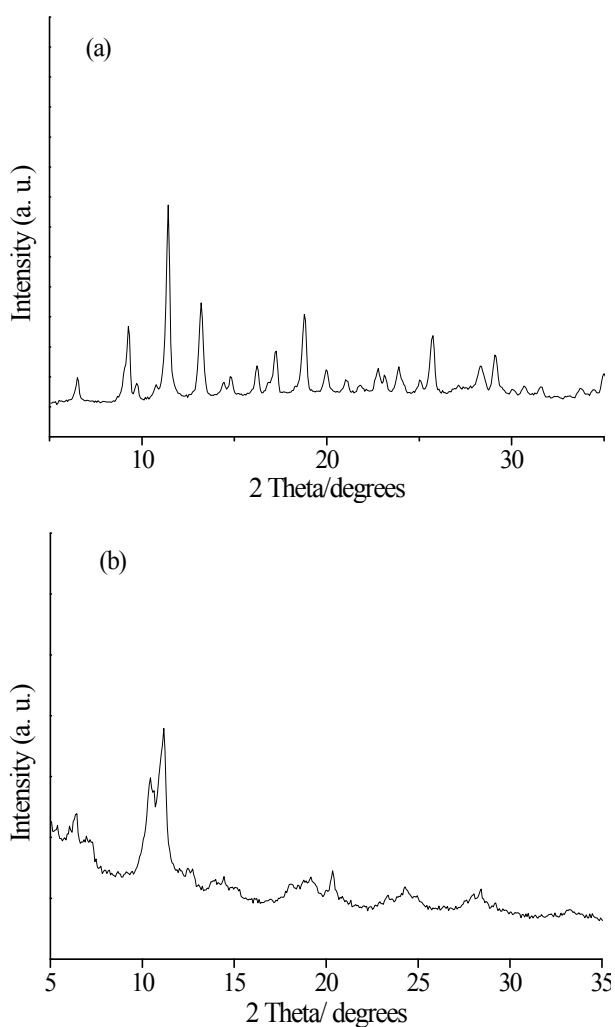 (a)
Intensity (a. u.)
10 20 30
2 Theta/degrees
(b)
Intensity (a. u.)
5 10 15 20 25 30 35
2 Theta/ degrees